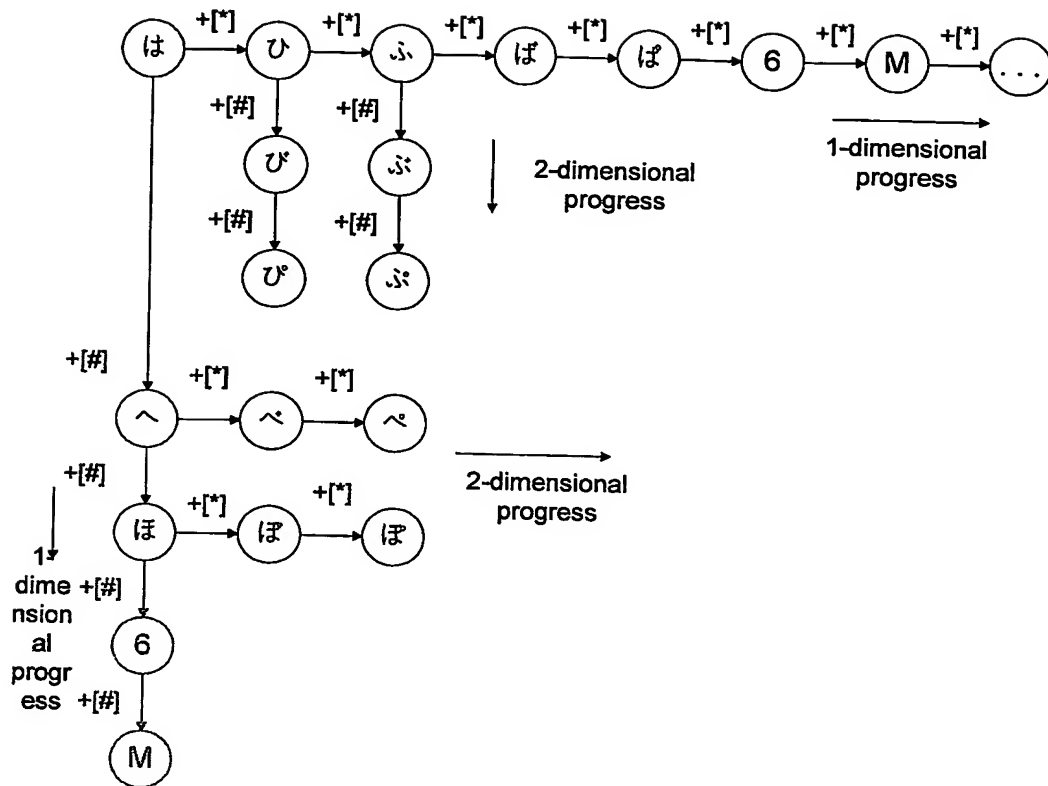 +[*] +[*] +[*] +[*] +[*] +[*] +[*]
は ひ ふ ば ぱ 6 M ...
+[#] +[#]
び ぶ
2-dimensional
progress
1-dimensional
progress
+[#] +[#]
ぴ ぷ
+[#] +[*] +[*]
へ べ ぺ
2-dimensional
progress
+[#] +[*] +[*]
ほ ぼ ぽ
1-
dime
nsion
al
progr
ess
+[#]
6
+[#]
M